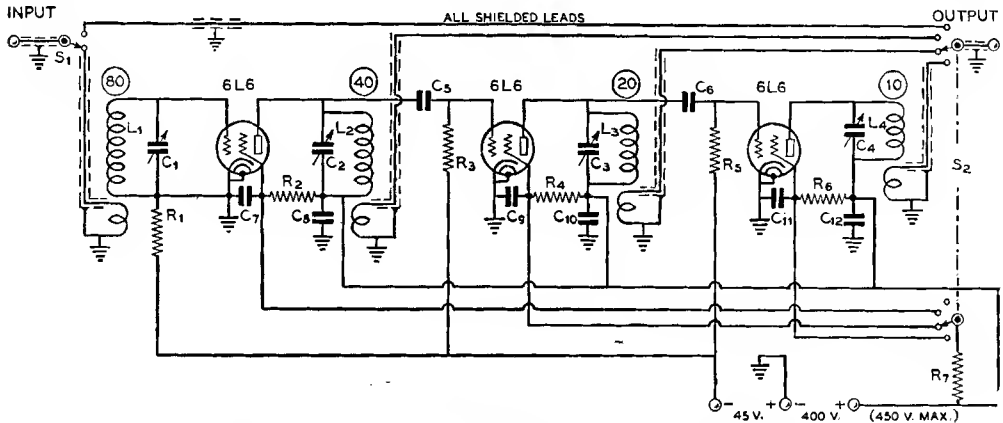 INPUT
ALL SHIELDED LEADS
OUTPUT
S1
80
6L6
40
C5
6L6
20
C6
6L6
10
L1
C1
L2
C2
R3
L3
C3
R5
L4
C4
S2
R1
C7
R2
C8
C9
R4
C10
C11
R6
C12
R7
- 45 V. + - 400 V. + (450 V. MAX.)